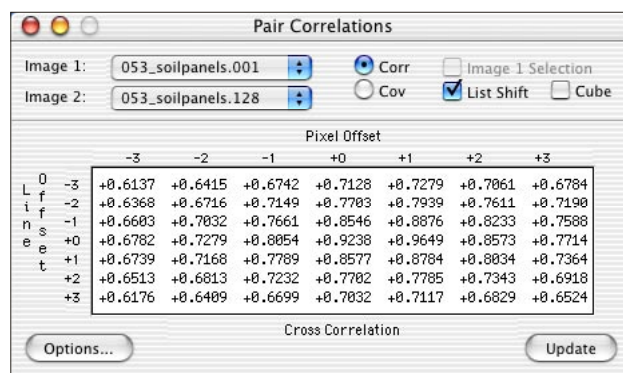 Pair Correlations
Image 1: 053_soilpanels.001 Corr Image 1 Selection
Image 2: 053_soilpanels.128 Cov List Shift Cube
Pixel Offset
-3 -2 -1 +0 +1 +2 +3
Line Offset
-3 +0.6137 +0.6415 +0.6742 +0.7128 +0.7279 +0.7061 +0.6784
-2 +0.6368 +0.6716 +0.7149 +0.7703 +0.7939 +0.7611 +0.7190
-1 +0.6603 +0.7032 +0.7661 +0.8546 +0.8876 +0.8233 +0.7588
+0 +0.6782 +0.7279 +0.8054 +0.9238 +0.9649 +0.8573 +0.7714
+1 +0.6739 +0.7168 +0.7789 +0.8577 +0.8784 +0.8034 +0.7364
+2 +0.6513 +0.6813 +0.7232 +0.7702 +0.7785 +0.7343 +0.6918
+3 +0.6176 +0.6409 +0.6699 +0.7032 +0.7117 +0.6829 +0.6524
Cross Correlation
Options... Update